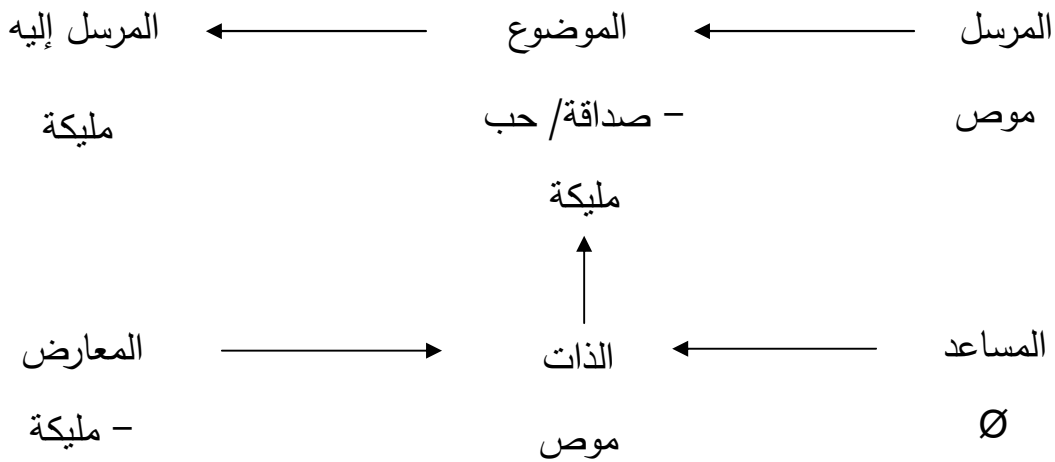 المرسل الموضوع المرسل إليه
موص – صداقة/ حب مليكة
مليكة
المساعد الذات المعارض
Ø موص – مليكة